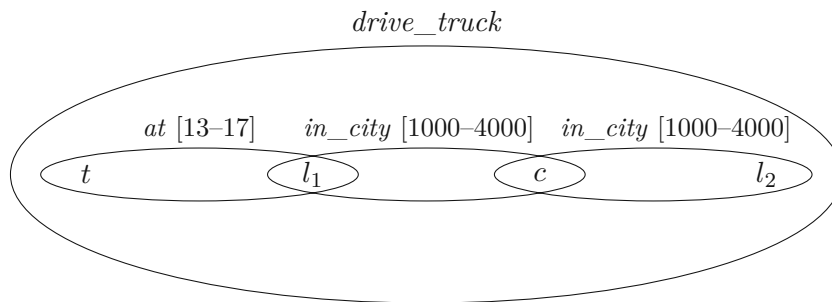 drive_truck
at [13–17] in_city [1000–4000] in_city [1000–4000]
t l₁ c l₂